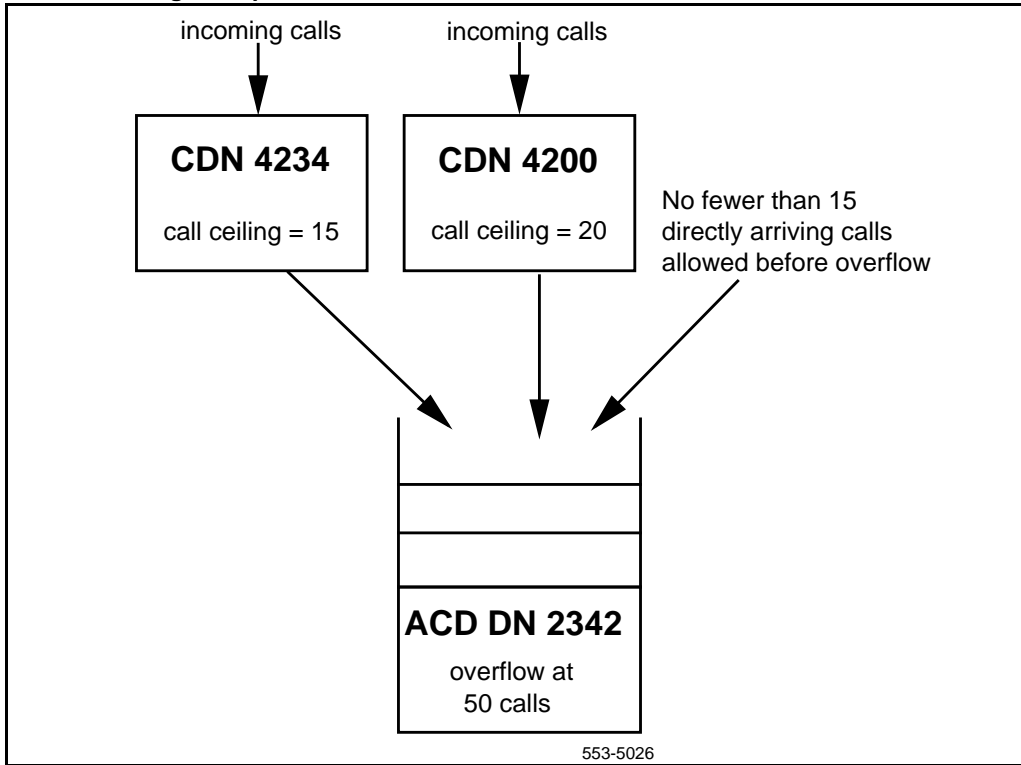 incoming calls
incoming calls
CDN 4234
call ceiling = 15
CDN 4200
call ceiling = 20
No fewer than 15
directly arriving calls
allowed before overflow
ACD DN 2342
overflow at
50 calls
553-5026